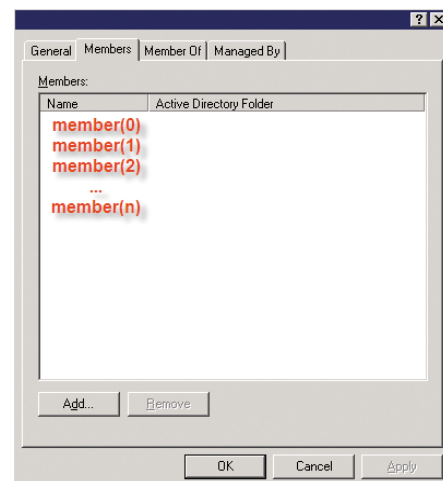 General Members Member Of Managed By
Members:
Name Active Directory Folder
member(0)
member(1)
member(2)
...
member(n)
Add... Remove
OK Cancel Apply